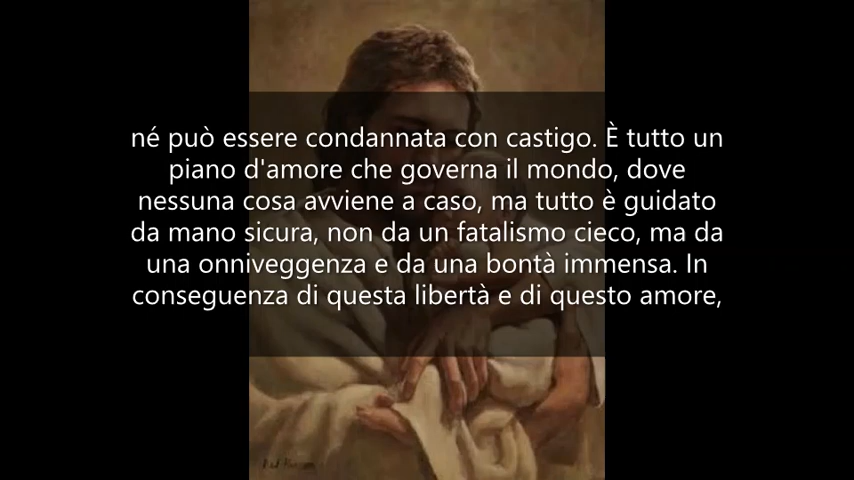 né può essere condannata con castigo. È tutto un
piano d'amore che governa il mondo, dove
nessuna cosa avviene a caso, ma tutto è guidato
da mano sicura, non da un fatalismo cieco, ma da
una onniveggenza e da una bontà immensa. In
conseguenza di questa libertà e di questo amore,